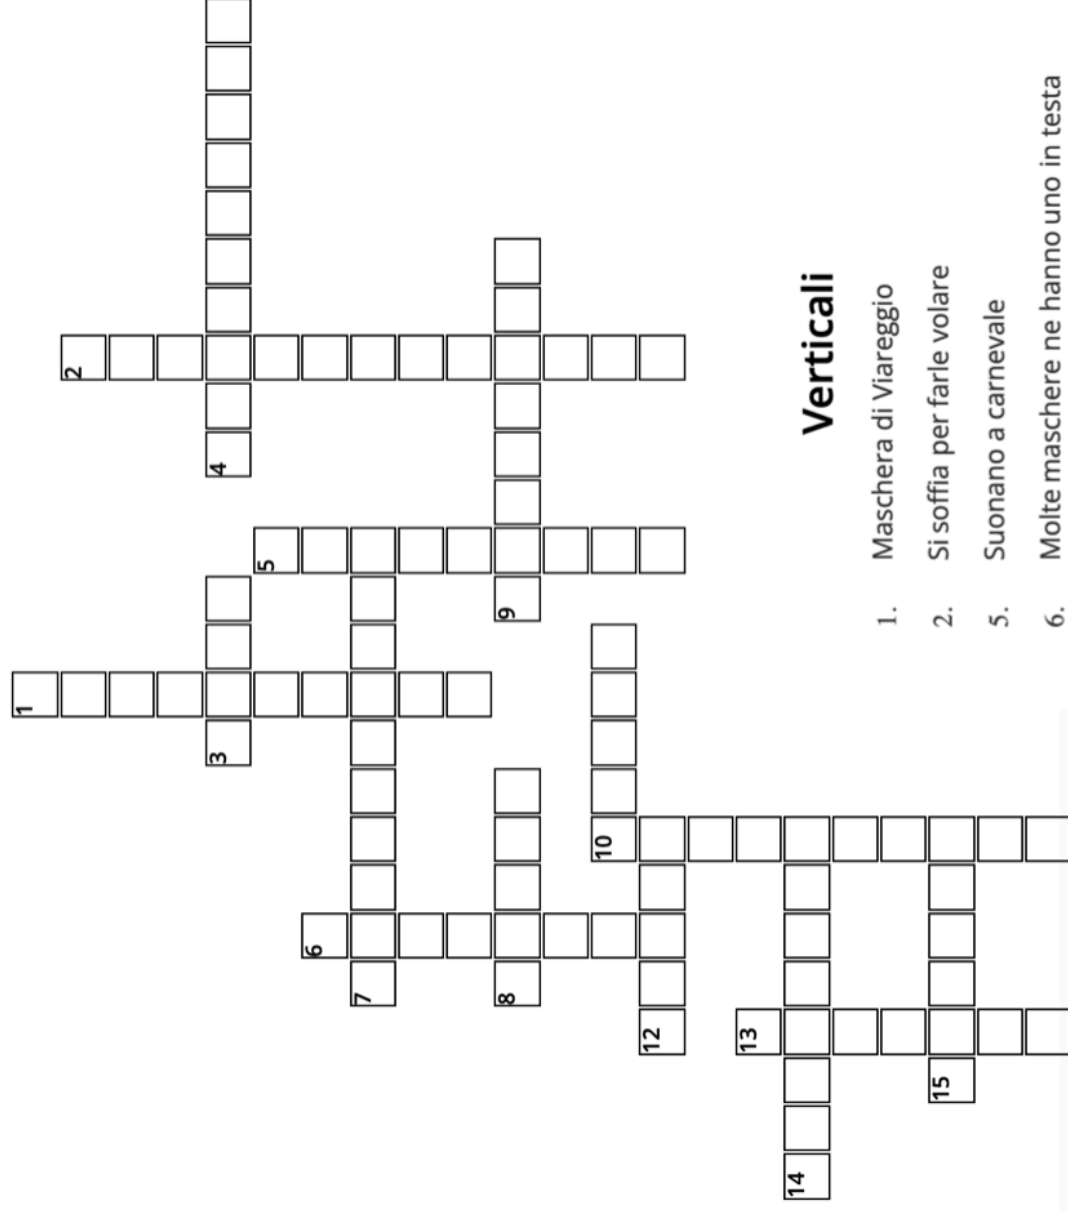 1
2
3 4
5
6
7
8 9
10
12
13
14
15
Verticali
1. Maschera di Viareggio
2. Si soffia per farle volare
5. Suonano a carnevale
6. Molte maschere ne hanno uno in testa